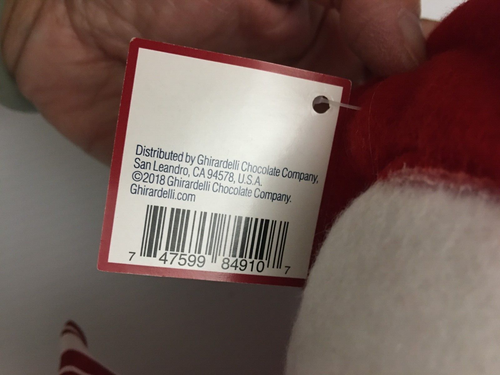 Distributed by Ghirardelli Chocolate Company,
San Leandro, CA 94578, U.S.A.
©2018 Ghirardelli Chocolate Company.
Ghirardelli.com
7 47599 84910 7